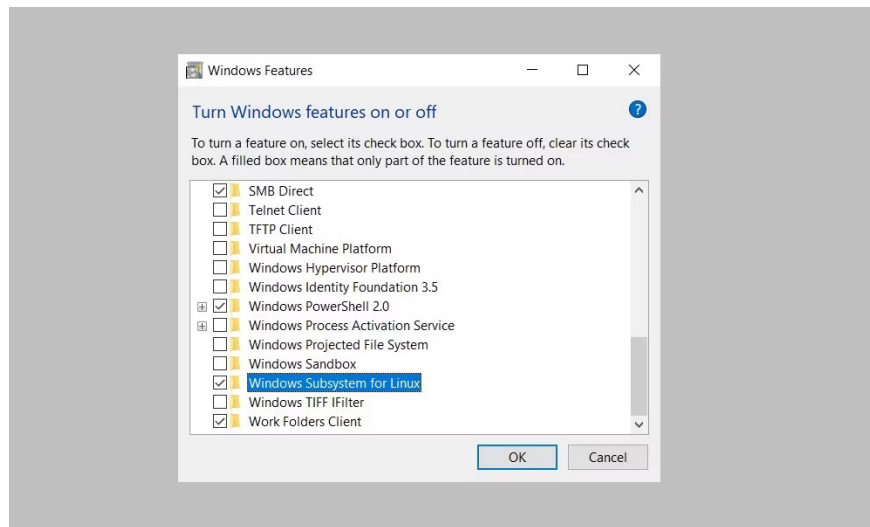 Windows Features
Turn Windows features on or off
To turn a feature on, select its check box. To turn a feature off, clear its check
box. A filled box means that only part of the feature is turned on.
SMB Direct
Telnet Client
TFTP Client
Virtual Machine Platform
Windows Hypervisor Platform
Windows Identity Foundation 3.5
Windows PowerShell 2.0
Windows Process Activation Service
Windows Projected File System
Windows Sandbox
Windows Subsystem for Linux
Windows TIFF IFilter
Work Folders Client
OK Cancel